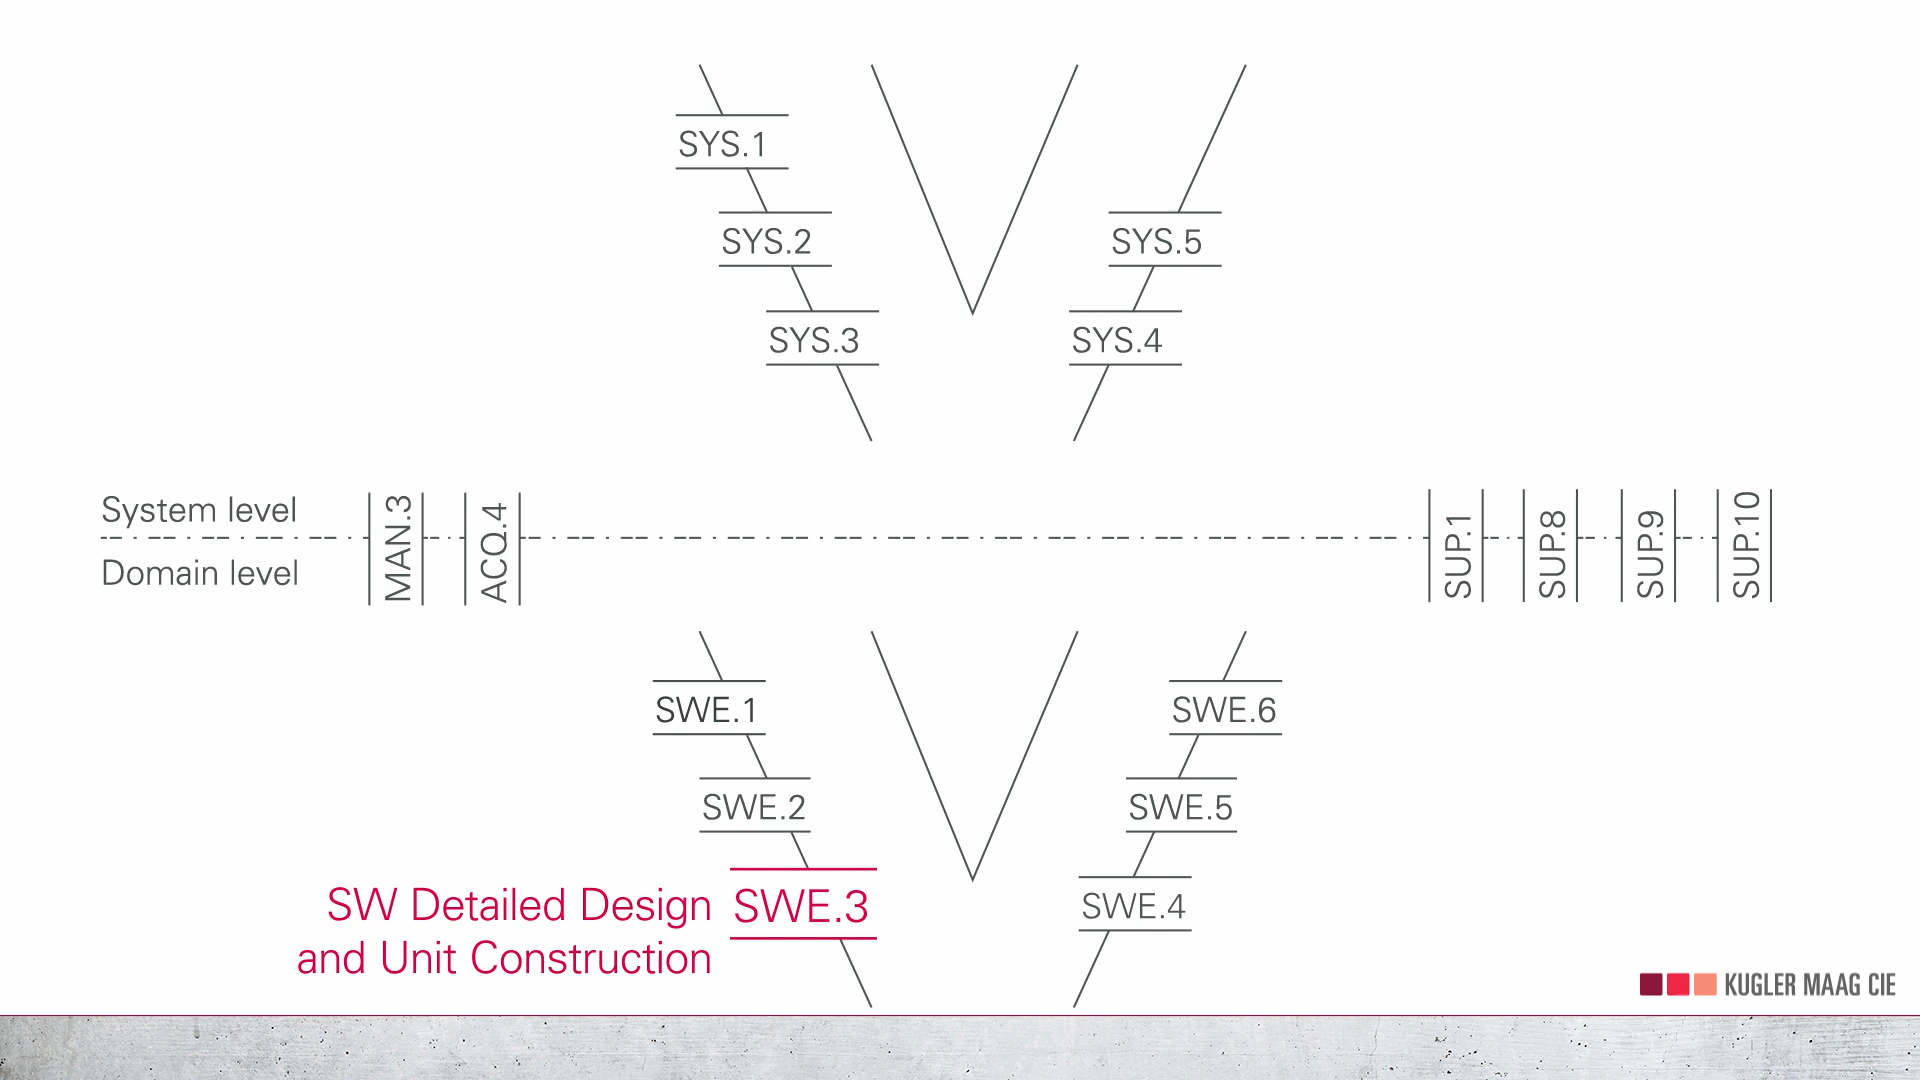 SYS.1
SYS.2
SYS.5
SYS.3
SYS.4
System level
Domain level
MAN.3
ACQ.4
SUP.1
SUP.8
SUP.9
SUP.10
SWE.1
SWE.6
SWE.2
SWE.5
SW Detailed Design
and Unit Construction
SWE.3
SWE.4
KUGLER MAAG CIE